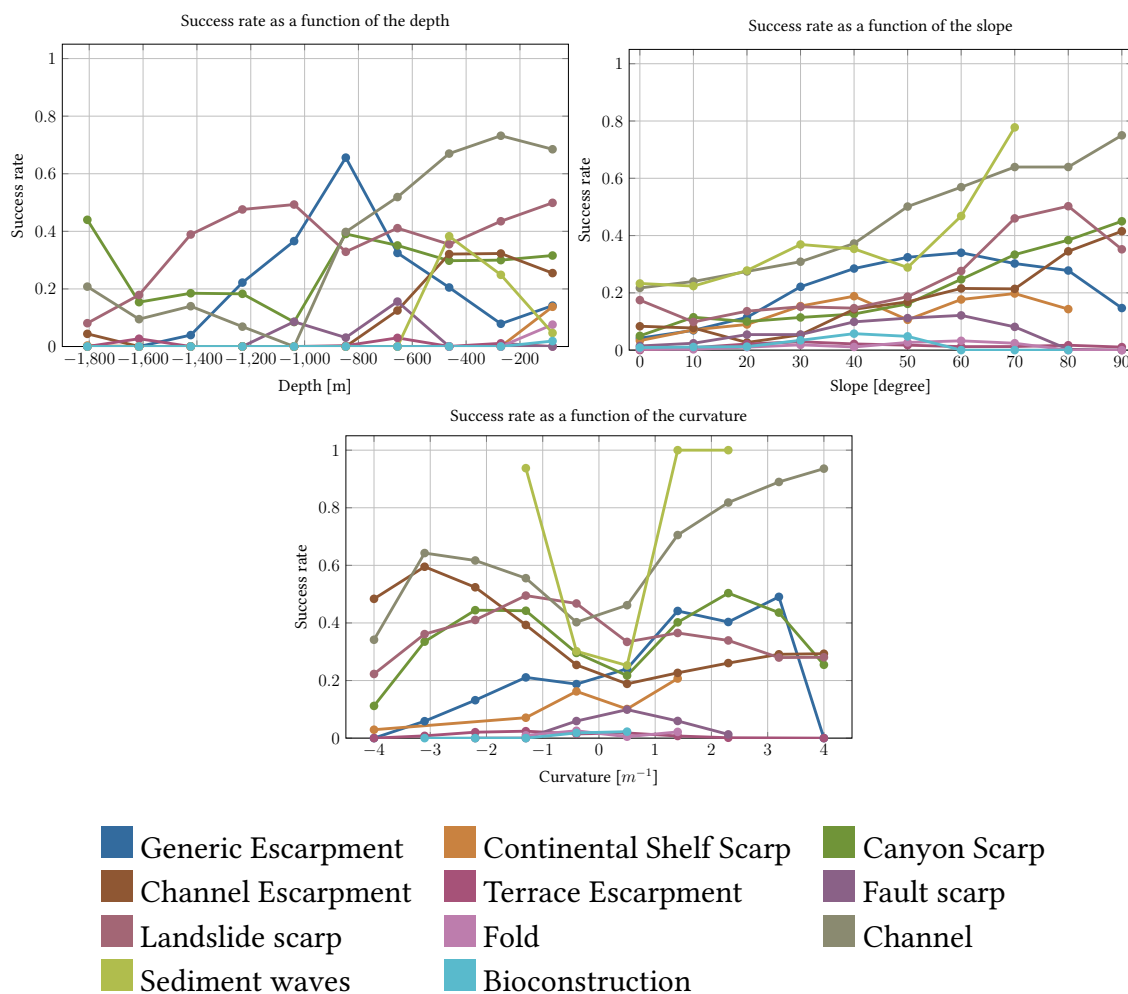 Success rate as a function of the depth
1
0.8
0.6
0.4
0.2
0
Success rate
−1,800 −1,600 −1,400 −1,200 −1,000 −800 −600 −400 −200
Depth [m]
Success rate as a function of the slope
1
0.8
0.6
0.4
0.2
0
Success rate
0 10 20 30 40 50 60 70 80 90
Slope [degree]
Success rate as a function of the curvature
1
0.8
0.6
0.4
0.2
0
Success rate
−4 −3 −2 −1 0 1 2 3 4
Curvature [m⁻¹]
Generic Escarpment Continental Shelf Scarp Canyon Scarp
Channel Escarpment Terrace Escarpment Fault scarp
Landslide scarp Fold Channel
Sediment waves Bioconstruction